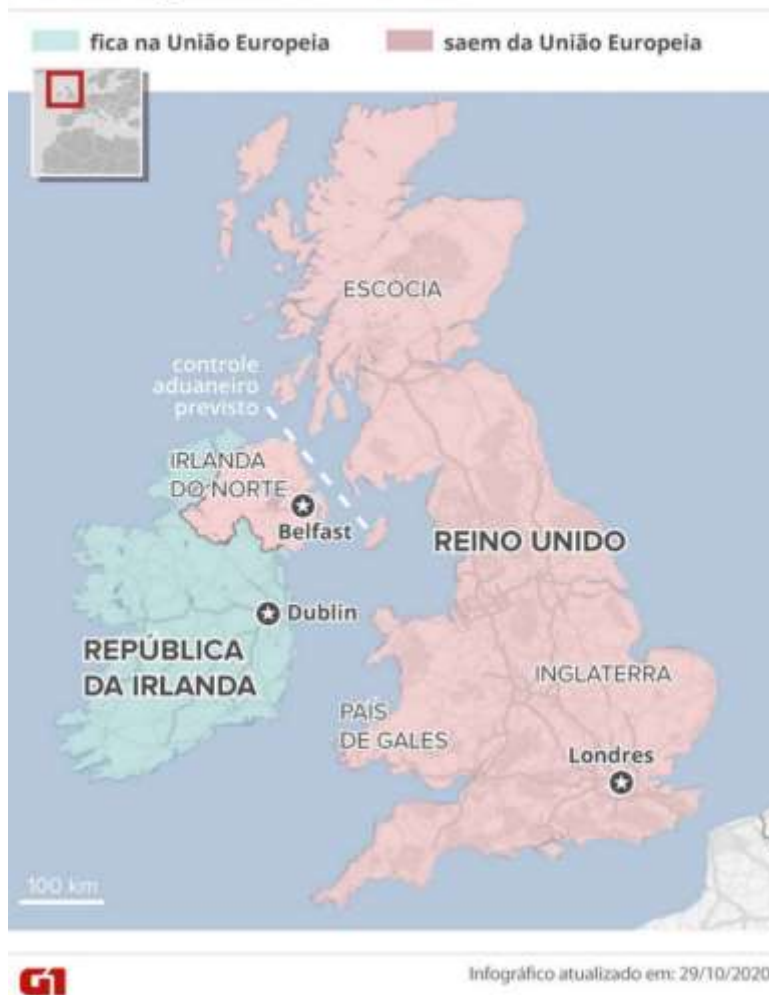 fica na União Europeia
saem da União Europeia
ESCÓCIA
controle
aduaneiro
previsto
IRLANDA
DO NORTE
Belfast
REINO UNIDO
Dublin
REPÚBLICA
DA IRLANDA
INGLATERRA
PAÍS
DE GALES
Londres
100 km
G1
Infográfico atualizado em: 29/10/2020